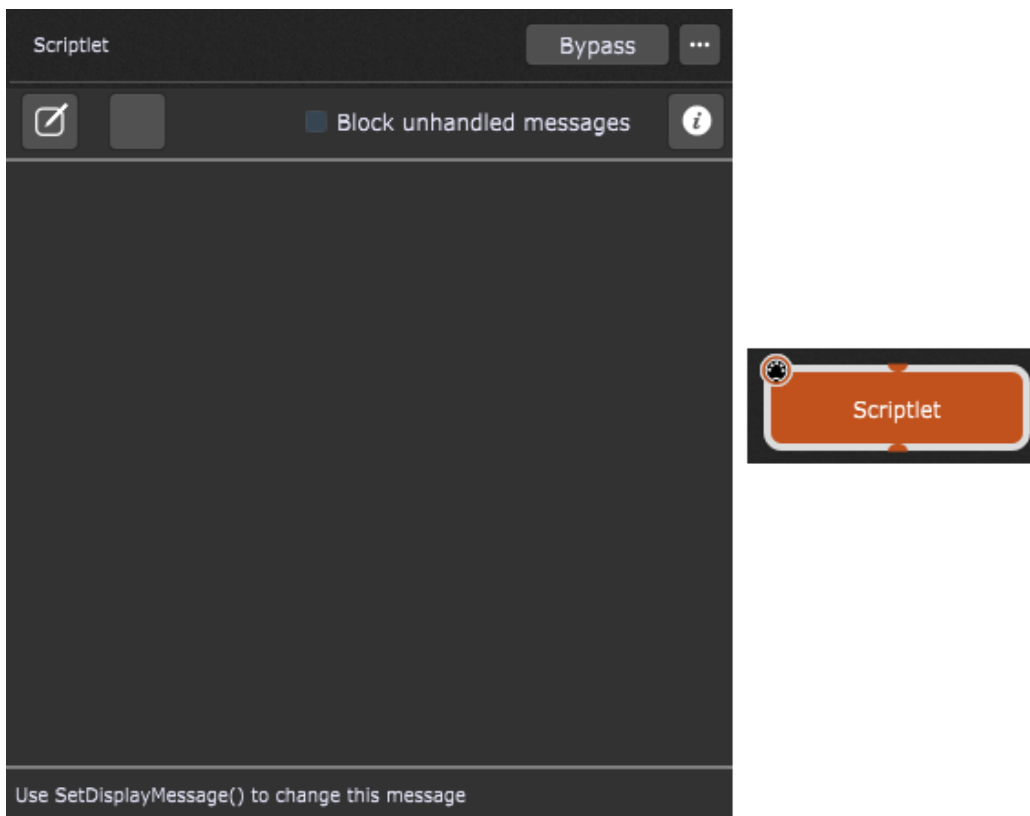 Scriptlet
Bypass
Block unhandled messages
Scriptlet
Use SetDisplayMessage() to change this message